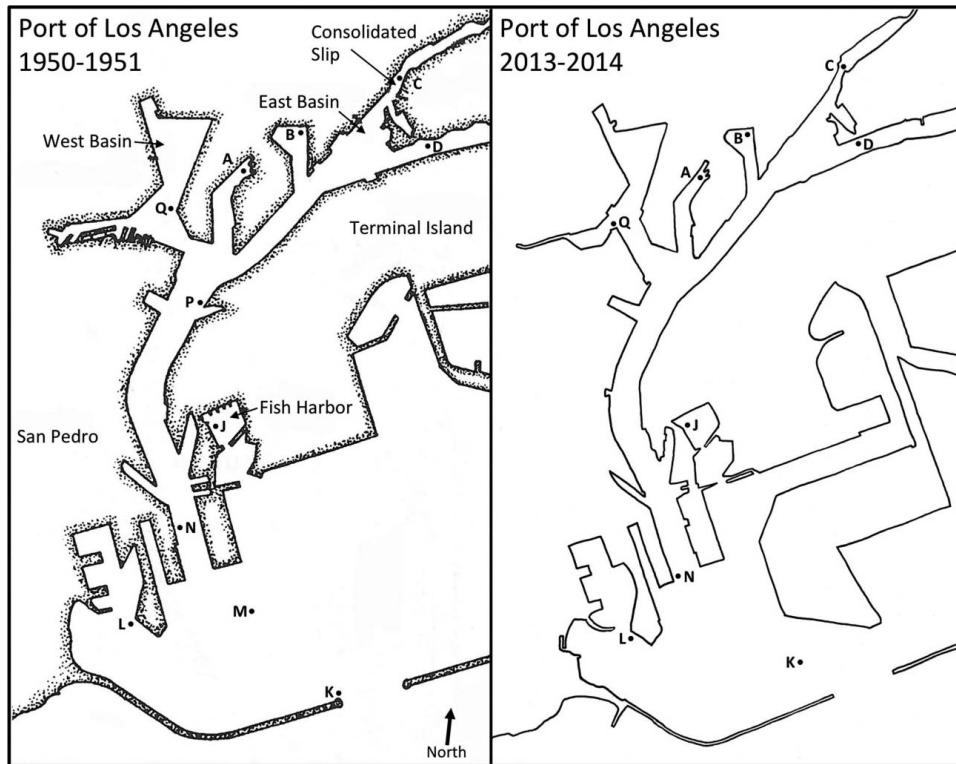 Port of Los Angeles
1950-1951
Consolidated
Slip
C
East Basin
West Basin
B
A
D
Q
Terminal Island
P
Fish Harbor
J
San Pedro
N
M
L
K
North
Port of Los Angeles
2013-2014
C
B
D
A
Q
J
N
L
K